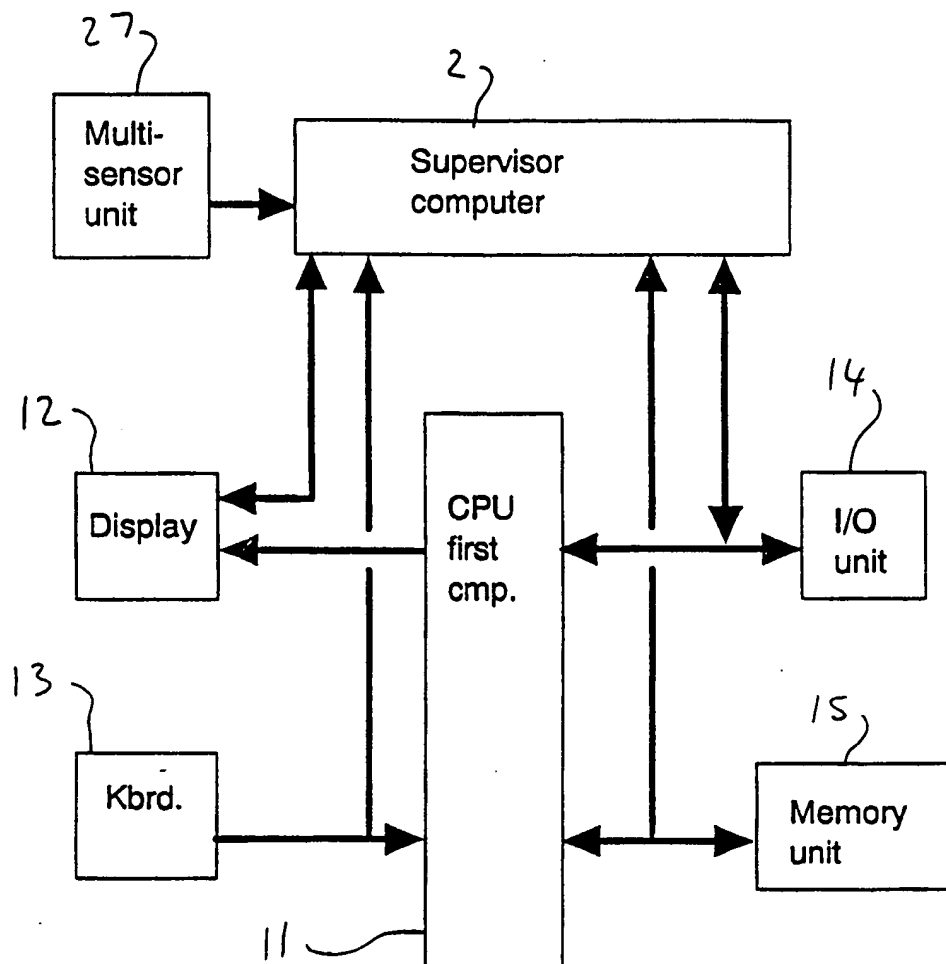 27
2
Multi-
sensor
unit
Supervisor
computer
12
14
Display
CPU
first
cmp.
I/O
unit
13
15
Kbrd.
Memory
unit
11